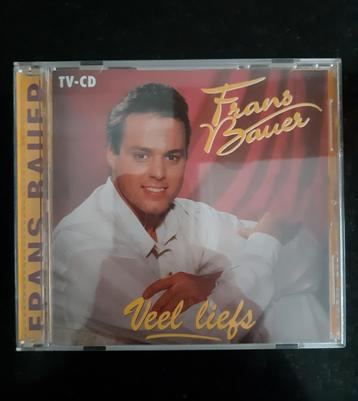 TV-CD
Frans
Bauer
FRANS BAUER
Veel liefs